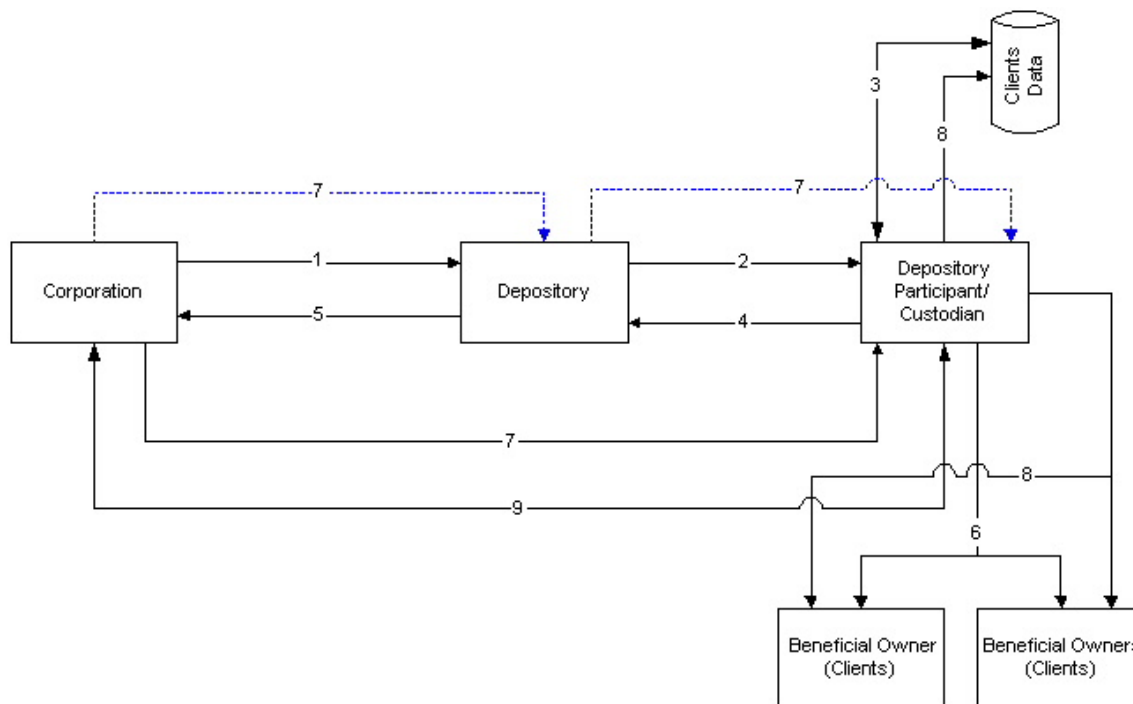 Clients
Data
3
8
7
7
1
2
Corporation
Depository
Depository
Participant/
Custodian
5
4
7
8
9
6
Beneficial Owner
(Clients)
Beneficial Owners
(Clients)